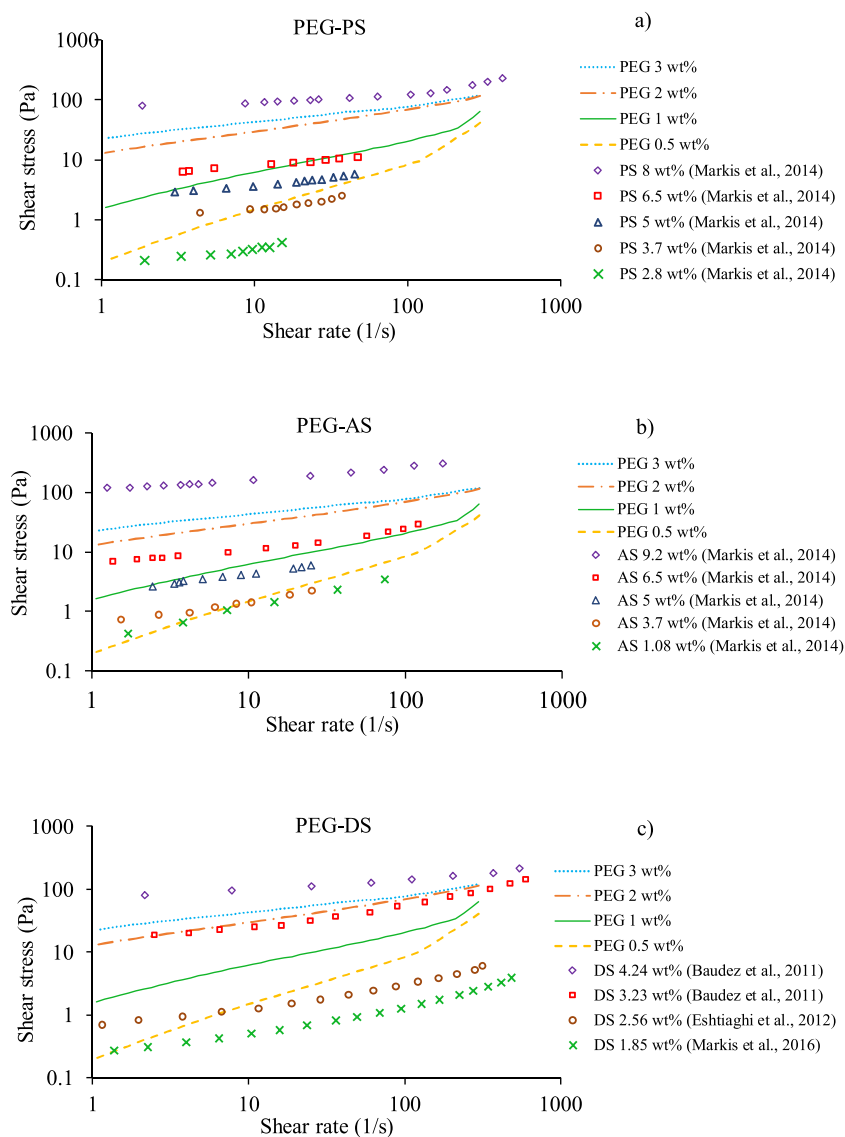 PEG-PS
a)
1000
100
10
1
0.1
Shear stress (Pa)
1
10
100
1000
Shear rate (1/s)
PEG 3 wt%
PEG 2 wt%
PEG 1 wt%
PEG 0.5 wt%
PS 8 wt% (Markis et al., 2014)
PS 6.5 wt% (Markis et al., 2014)
PS 5 wt% (Markis et al., 2014)
PS 3.7 wt% (Markis et al., 2014)
PS 2.8 wt% (Markis et al., 2014)
PEG-AS
b)
1000
100
10
1
0.1
Shear stress (Pa)
1
10
100
1000
Shear rate (1/s)
PEG 3 wt%
PEG 2 wt%
PEG 1 wt%
PEG 0.5 wt%
AS 9.2 wt% (Markis et al., 2014)
AS 6.5 wt% (Markis et al., 2014)
AS 5 wt% (Markis et al., 2014)
AS 3.7 wt% (Markis et al., 2014)
AS 1.08 wt% (Markis et al., 2014)
PEG-DS
c)
1000
100
10
1
0.1
Shear stress (Pa)
1
10
100
1000
Shear rate (1/s)
PEG 3 wt%
PEG 2 wt%
PEG 1 wt%
PEG 0.5 wt%
DS 4.24 wt% (Baudez et al., 2011)
DS 3.23 wt% (Baudez et al., 2011)
DS 2.56 wt% (Eshtiaghi et al., 2012)
DS 1.85 wt% (Markis et al., 2016)